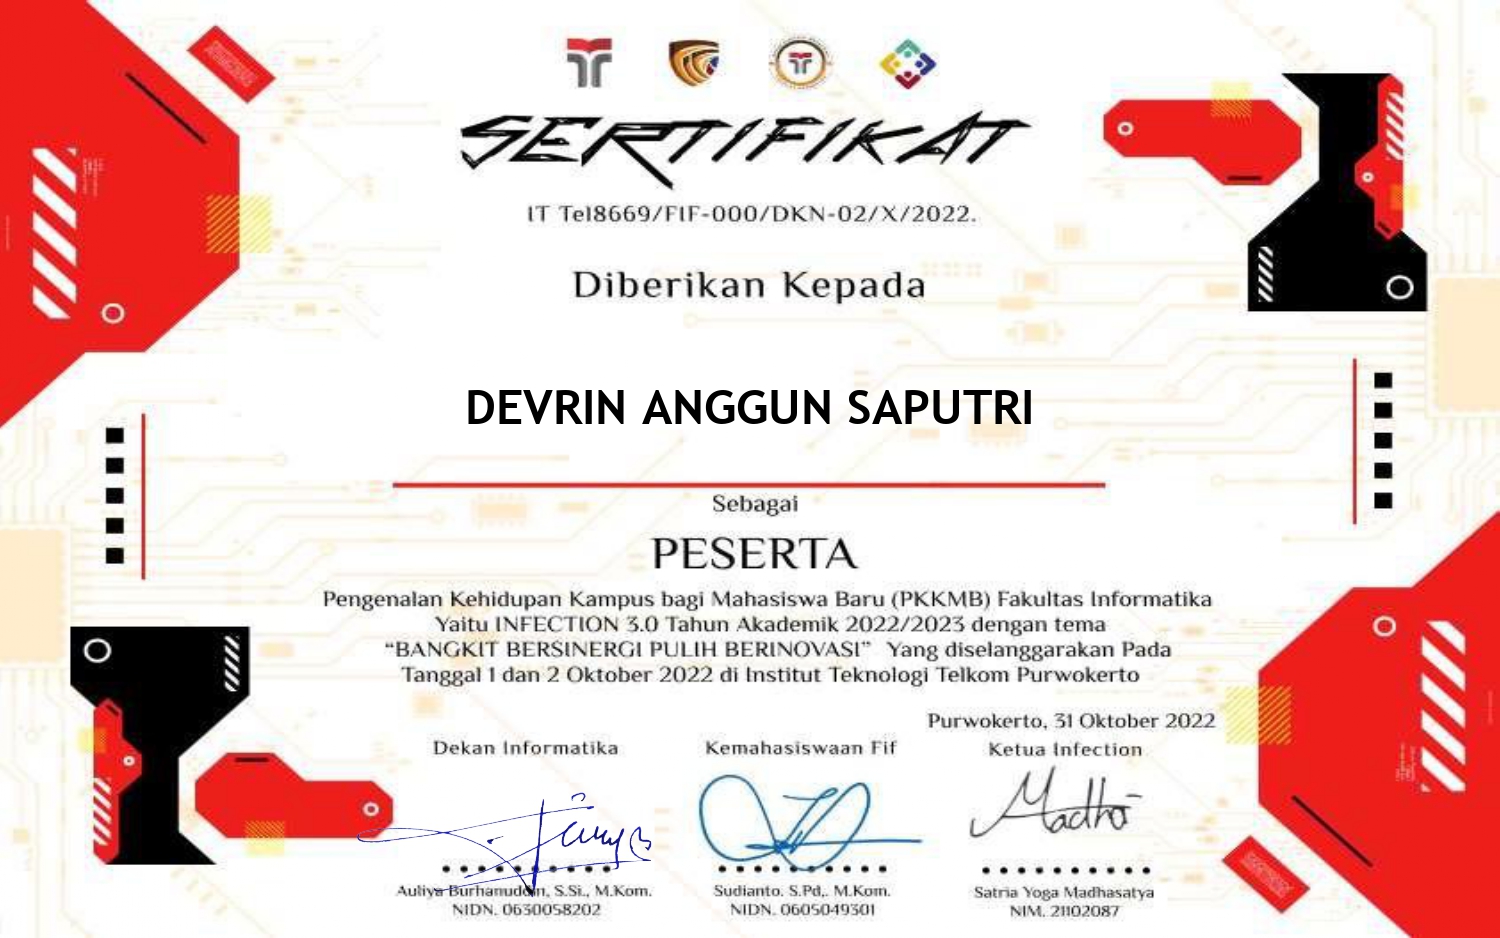 SERTIFIKAT
IT Tel8669/FIF-000/DKN-02/X/2022.
Diberikan Kepada
DEVRIN ANGGUN SAPUTRI
Sebagai
PESERTA
Pengenalan Kehidupan Kampus bagi Mahasiswa Baru (PKKMB) Fakultas Informatika
Yaitu INFECTION 3.0 Tahun Akademik 2022/2023 dengan tema
“BANGKIT BERSINERGI PULIH BERINOVASI” Yang diselanggarakan Pada
Tanggal 1 dan 2 Oktober 2022 di Institut Teknologi Telkom Purwokerto
Purwokerto, 31 Oktober 2022
Dekan Informatika
Kemahasiswaan Fif
Ketua Infection
Madho
Auliya Burhanuddin, S.Si., M.Kom.
NIDN. 0630058202
Sudianto. S.Pd,. M.Kom.
NIDN. 0605049301
Satria Yoga Madhasatya
NIM. 21102087